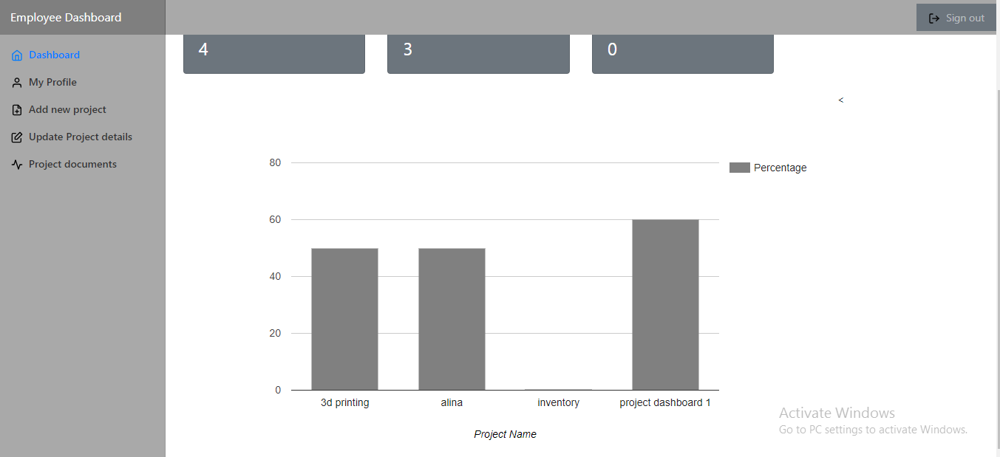 Employee Dashboard
Sign out
Dashboard
My Profile
Add new project
Update Project details
Project documents
4
3
0
<
80
60
40
20
0
Percentage
3d printing
alina
inventory
project dashboard 1
Project Name
Activate Windows
Go to PC settings to activate Windows.